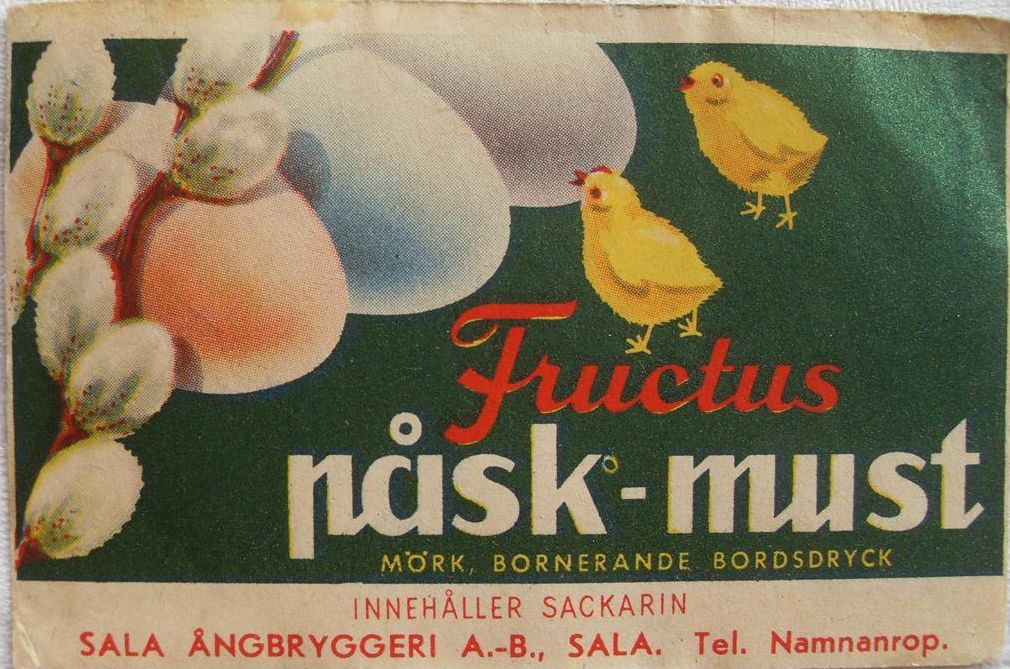 Fructus
påsk-must
MÖRK, BORNERANDE BORDSDRYCK
INNEHÅLLER SACKARIN
SALA ÅNGBRYGGERI A.-B., SALA. Tel. Namnanrop.